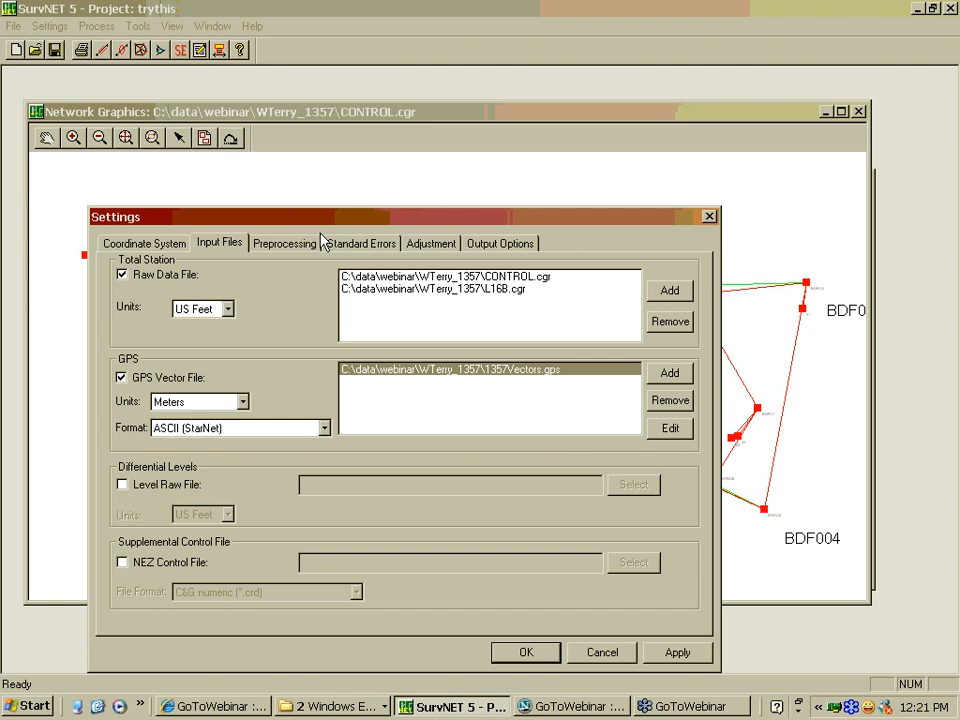 SurvNET 5 - Project: trythis
File Settings Process Tools View Window Help
SE
Network Graphics: C:\data\webinar\WTerry_1357\CONTROL.cgr
Settings
Coordinate System Input Files Preprocessing Standard Errors Adjustment Output Options
Total Station
Raw Data File:
C:\data\webinar\WTerry_1357\CONTROL.cgr
C:\data\webinar\WTerry_1357\L16B.cgr
Add
Units: US Feet
Remove
GPS
GPS Vector File:
C:\data\webinar\WTerry_1357\1357Vectors.gps
Add
Units: Meters
Remove
Format: ASCII (StarNet)
Edit
Differential Levels
Level Raw File:
Select
Units: US Feet
Supplemental Control File
NEZ Control File:
Select
File Format: C&G numeric (*.crd)
OK Cancel Apply
BDF0
BDF004
Ready
NUM
Start
GoToWebinar :...
2 Windows E...
SurvNET 5 - P...
GoToWebinar :...
GoToWebinar
12:21 PM